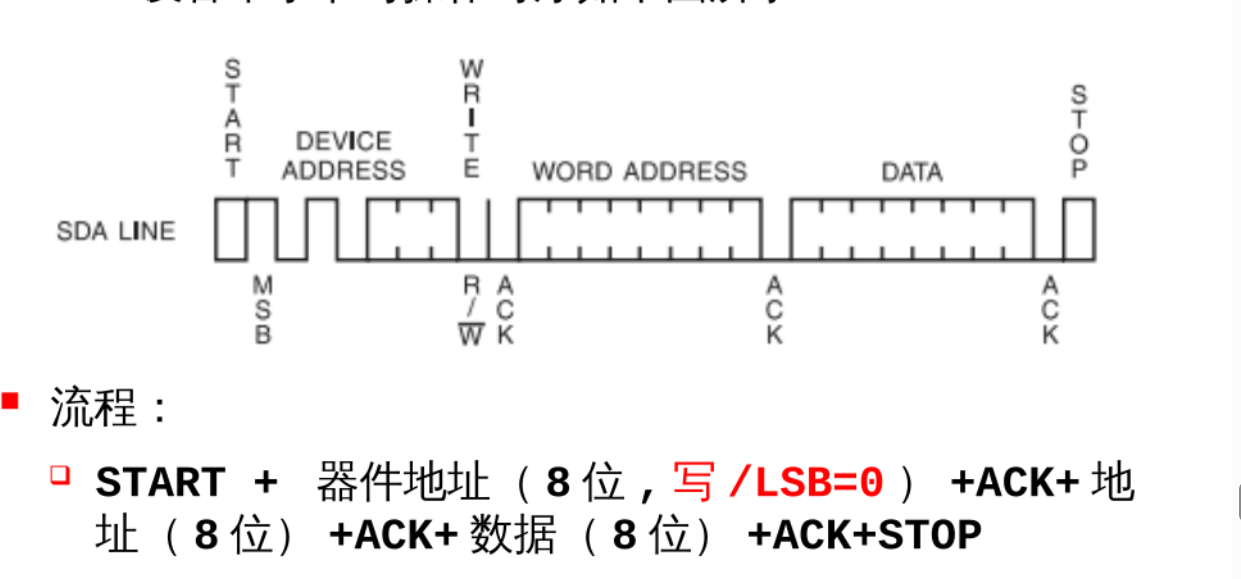 START
WRITE
STOP
DEVICE
ADDRESS
WORD ADDRESS
DATA
SDA LINE
MSB
R/W
ACK
ACK
ACK
流程：
START + 器件地址（8位,写/LSB=0）+ACK+地
址（8位）+ACK+数据（8位）+ACK+STOP